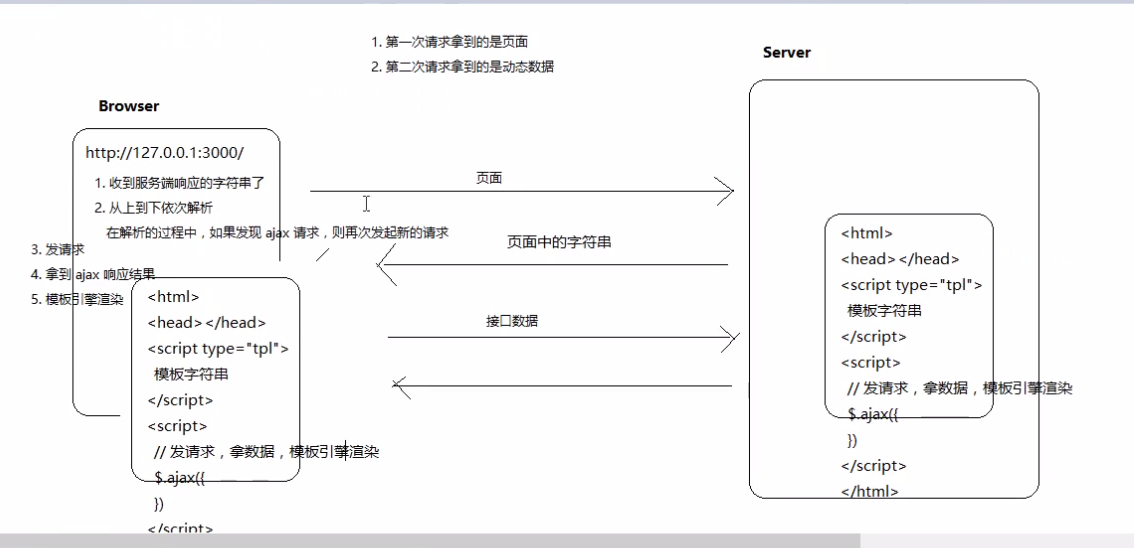 1. 第一次请求拿到的是页面
2. 第二次请求拿到的是动态数据
Browser
http://127.0.0.1:3000/
1. 收到服务端响应的字符串了
2. 从上到下依次解析
在解析的过程中，如果发现 ajax 请求，则再次发起新的请求
3. 发请求
4. 拿到 ajax 响应结果
5. 模板引擎渲染
<html>
<head></head>
<script type="tpl">
模板字符串
</script>
<script>
// 发请求，拿数据，模板引擎渲染
$.ajax({
})
</script>
页面
页面中的字符串
接口数据
Server
<html>
<head></head>
<script type="tpl">
模板字符串
</script>
<script>
// 发请求，拿数据，模板引擎渲染
$.ajax({
})
</script>
</html>